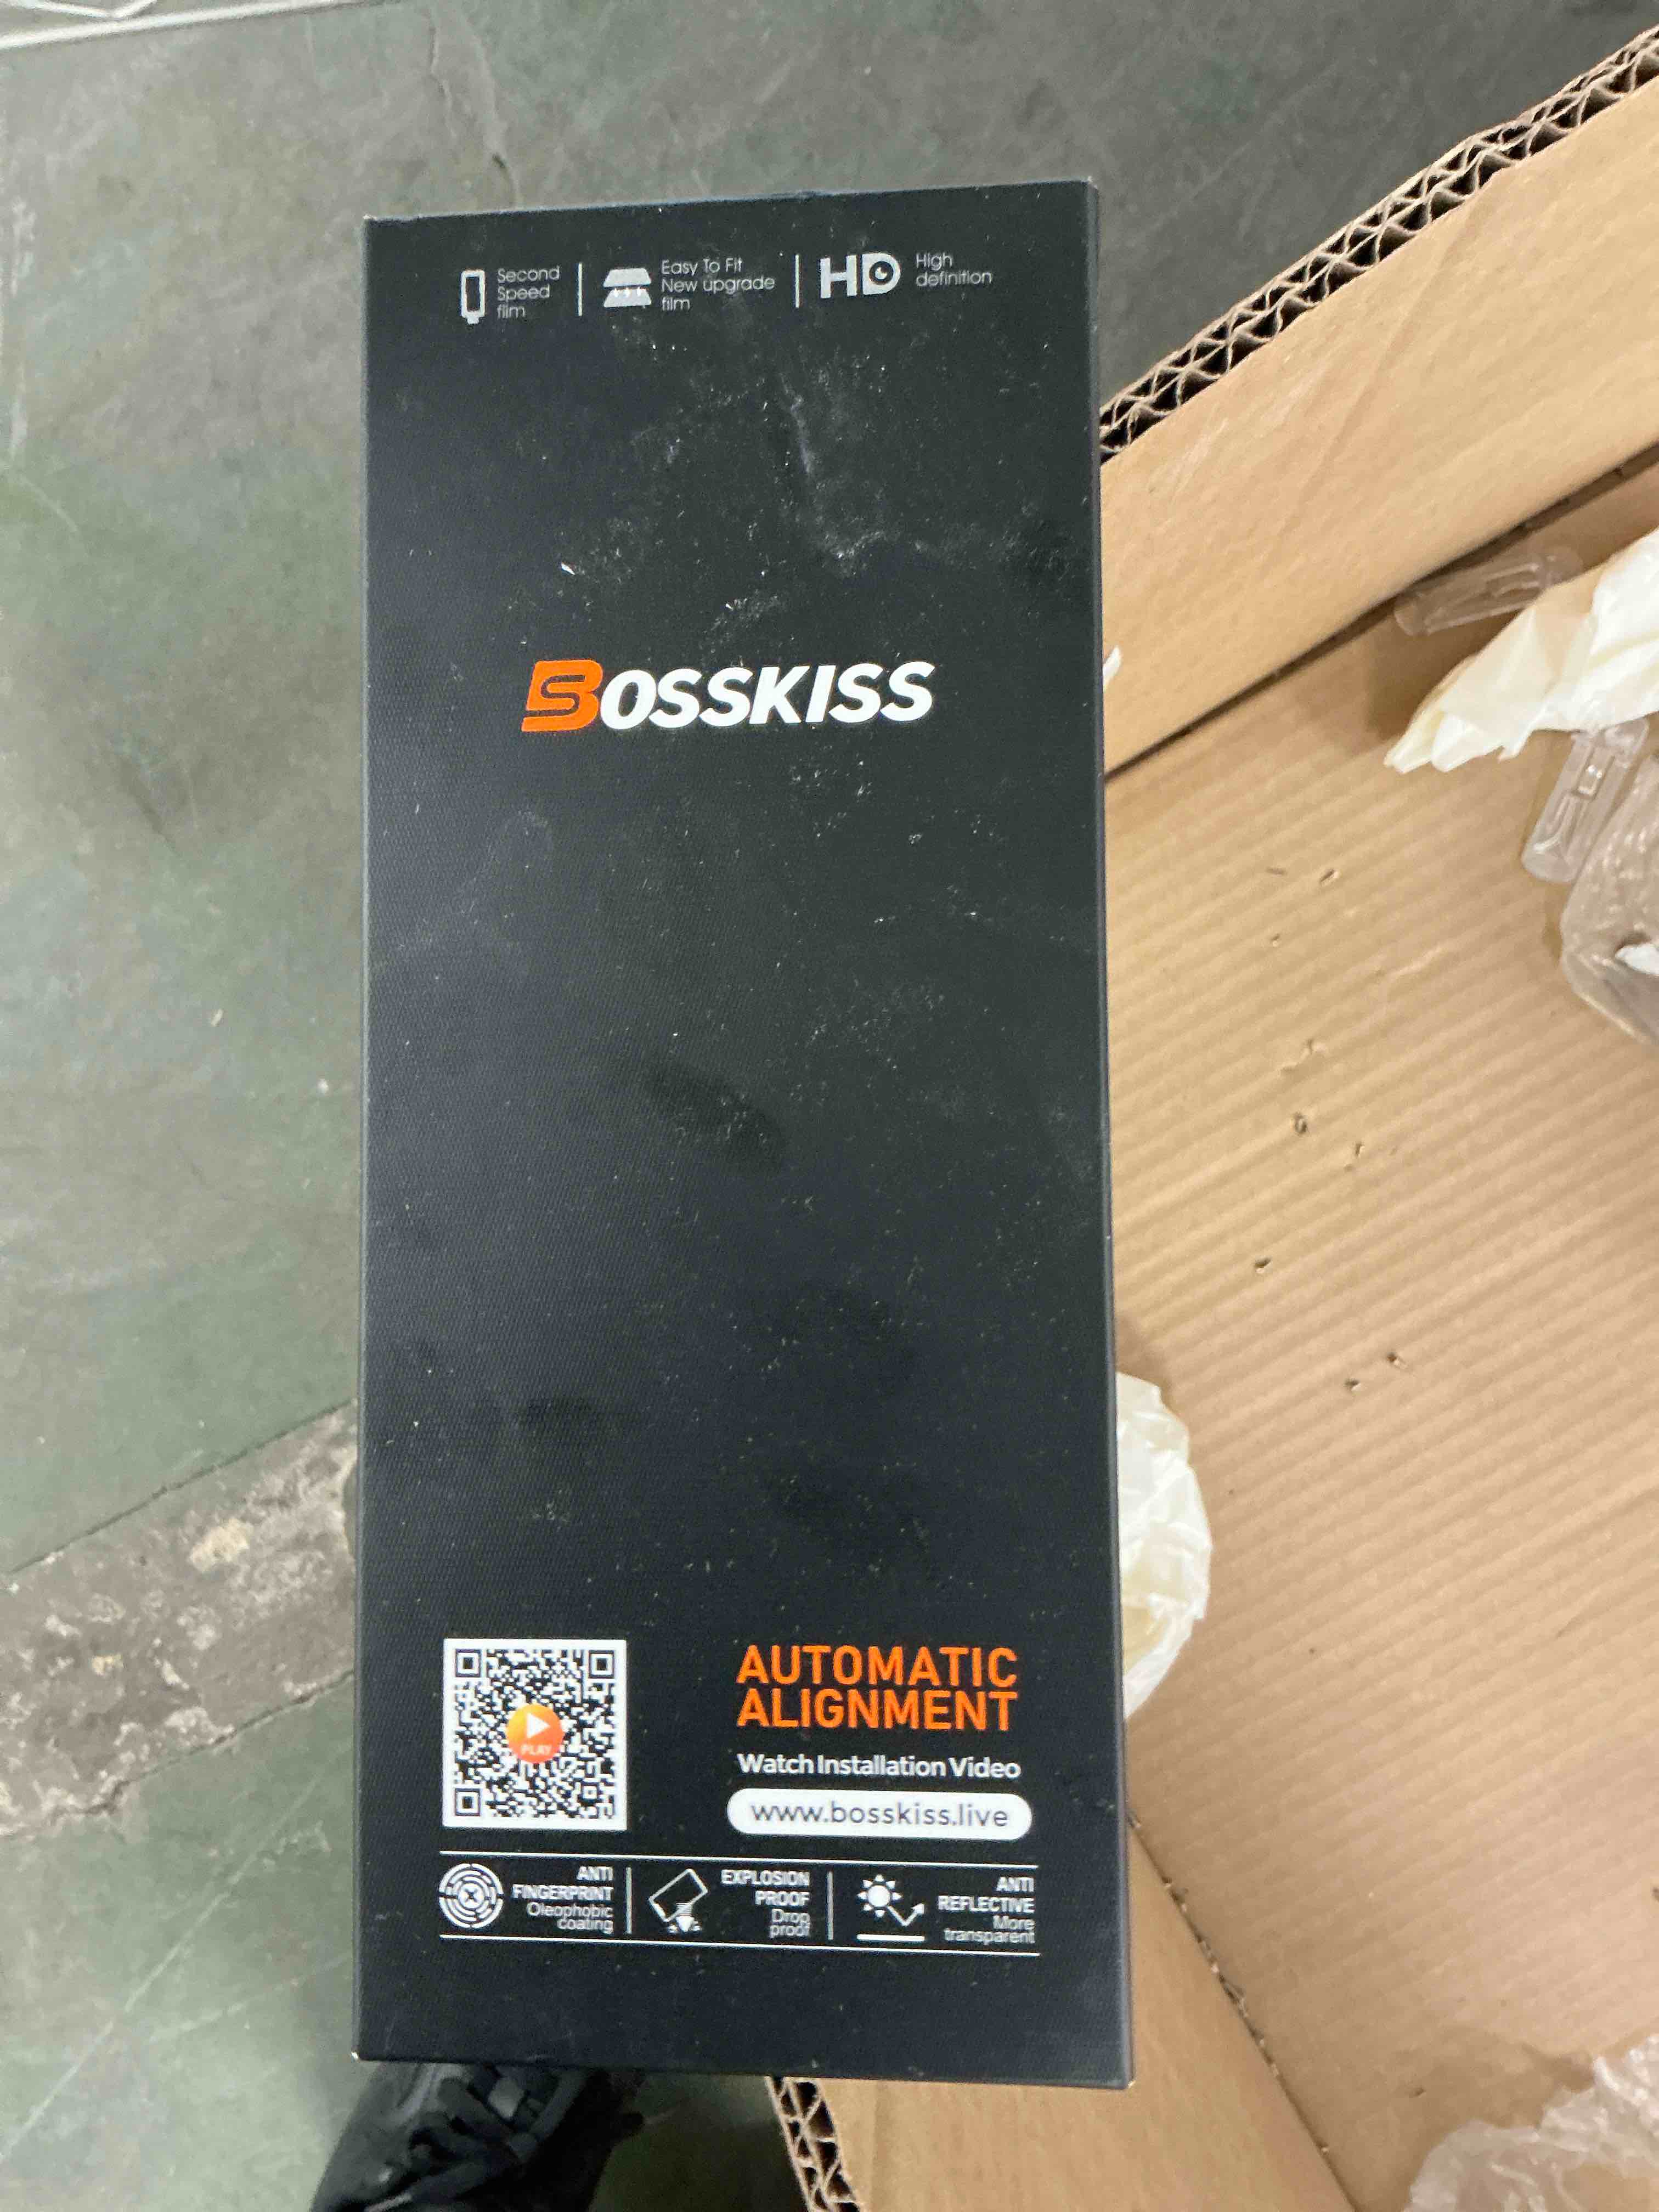 Second
Speed
film
Easy To Fit
New upgrade
film
HD
High
definition
BOSSKISS
PLAY
AUTOMATIC
ALIGNMENT
Watch Installation Video
www.bosskiss.live
ANTI
FINGERPRINT
Oleophobic
coating
EXPLOSION
PROOF
Drop
proof
ANTI
REFLECTIVE
More
transparent